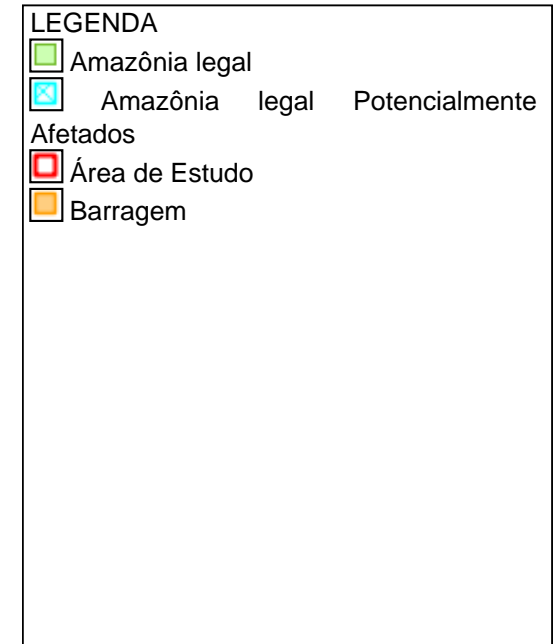 LEGENDA
Amazônia legal
Amazônia legal Potencialmente
Afetados
Área de Estudo
Barragem